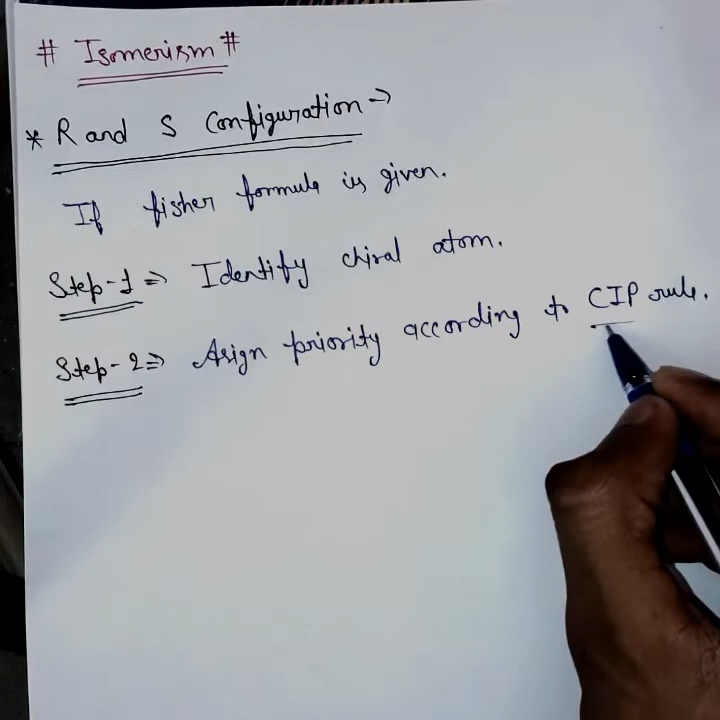 # Isomerism #
* R and S Configuration →
If fisher formula is given.
Step-1 ⇒ Identify chiral atom.
Step-2 ⇒ Asign priority according to CIP rule.